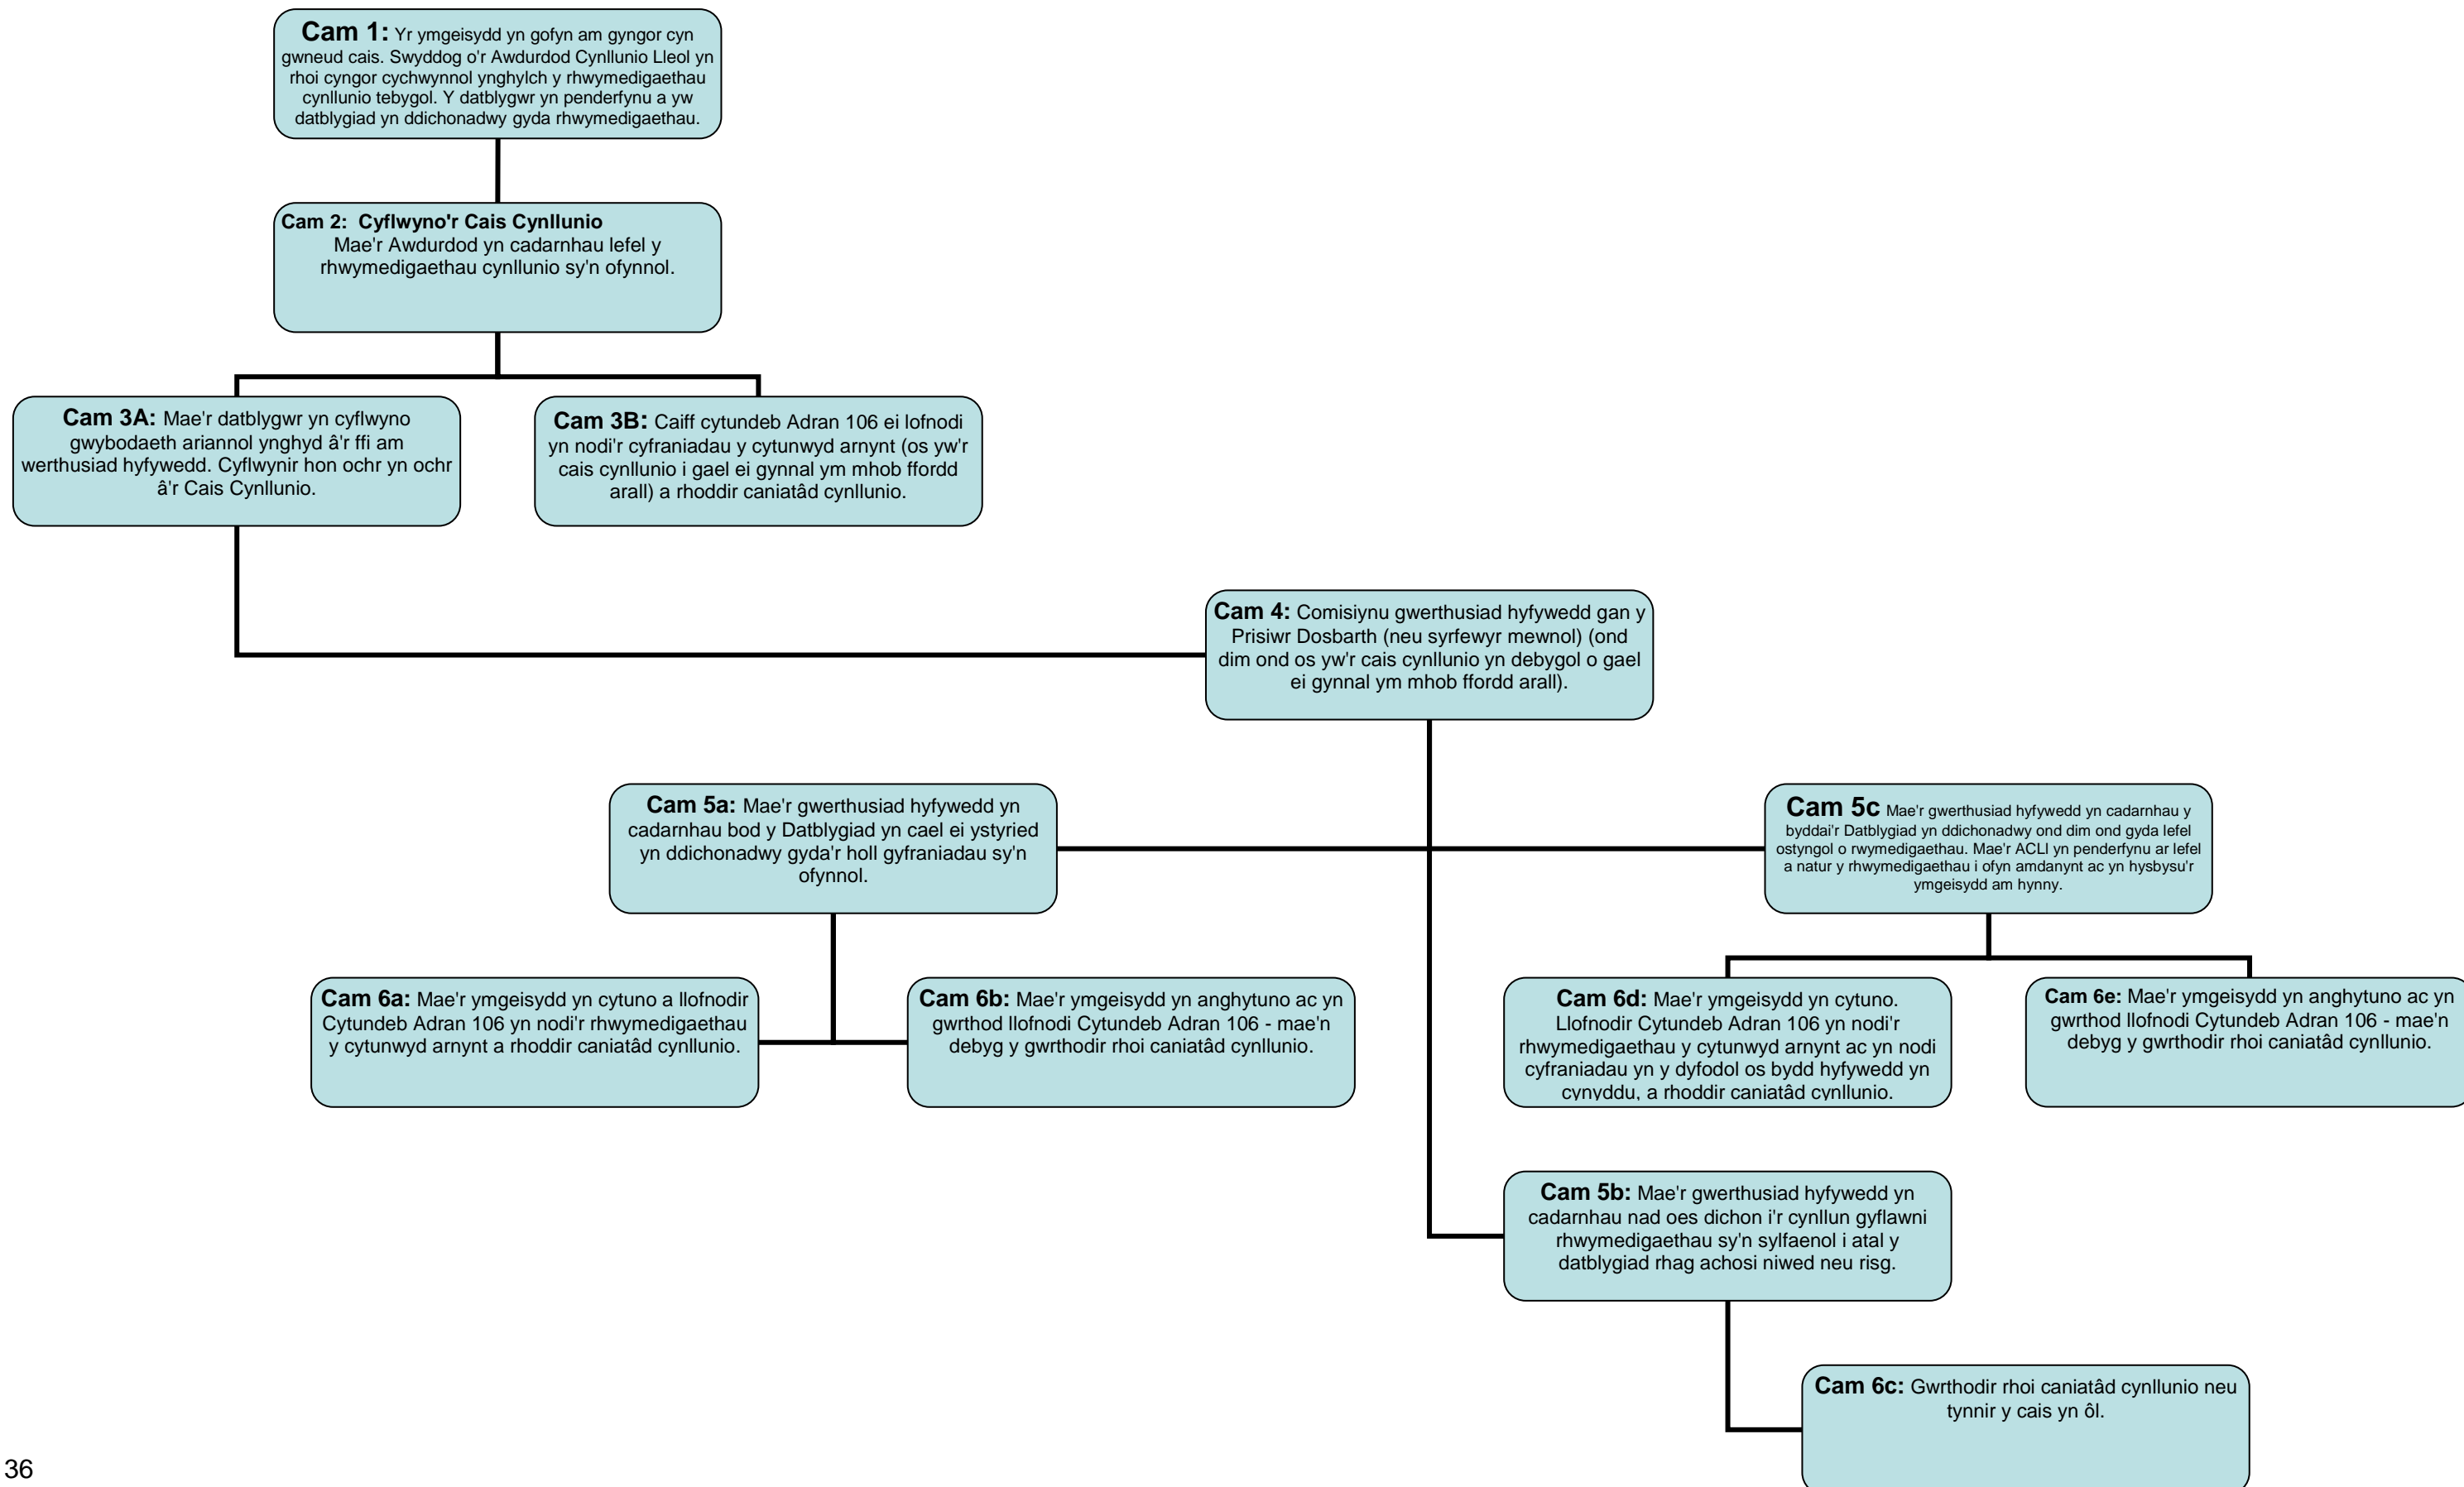 Cam 1: Yr ymgeisydd yn gofyn am gyngor cyn
gwneud cais. Swyddog o'r Awdurdod Cynllunio Lleol yn
rhoi cyngor cychwynnol ynghylch y rhwymedigaethau
cynllunio tebygol. Y datblygwr yn penderfynu a yw
datblygiad yn ddichonadwy gyda rhwymedigaethau.
Cam 2: Cyflwyno'r Cais Cynllunio
Mae'r Awdurdod yn cadarnhau lefel y
rhwymedigaethau cynllunio sy'n ofynnol.
Cam 3A: Mae'r datblygwr yn cyflwyno
gwybodaeth ariannol ynghyd â'r ffi am
werthusiad hyfywedd. Cyflwynir hon ochr yn ochr
â'r Cais Cynllunio.
Cam 3B: Caiff cytundeb Adran 106 ei lofnodi
yn nodi'r cyfraniadau y cytunwyd arnynt (os yw'r
cais cynllunio i gael ei gynnal ym mhob ffordd
arall) a rhoddir caniatâd cynllunio.
Cam 4: Comisiynu gwerthusiad hyfywedd gan y
Prisiwr Dosbarth (neu syrfewyr mewnol) (ond
dim ond os yw'r cais cynllunio yn debygol o gael
ei gynnal ym mhob ffordd arall).
Cam 5a: Mae'r gwerthusiad hyfywedd yn
cadarnhau bod y Datblygiad yn cael ei ystyried
yn ddichonadwy gyda'r holl gyfraniadau sy'n
ofynnol.
Cam 5c Mae'r gwerthusiad hyfywedd yn cadarnhau y
byddai'r Datblygiad yn ddichonadwy ond dim ond gyda lefel
ostyngol o rwymedigaethau. Mae'r ACLl yn penderfynu ar lefel
a natur y rhwymedigaethau i ofyn amdanynt ac yn hysbysu'r
ymgeisydd am hynny.
Cam 6a: Mae'r ymgeisydd yn cytuno a llofnodir
Cytundeb Adran 106 yn nodi'r rhwymedigaethau
y cytunwyd arnynt a rhoddir caniatâd cynllunio.
Cam 6b: Mae'r ymgeisydd yn anghytuno ac yn
gwrthod llofnodi Cytundeb Adran 106 - mae'n
debyg y gwrthodir rhoi caniatâd cynllunio.
Cam 6d: Mae'r ymgeisydd yn cytuno.
Llofnodir Cytundeb Adran 106 yn nodi'r
rhwymedigaethau y cytunwyd arnynt ac yn nodi
cyfraniadau yn y dyfodol os bydd hyfywedd yn
cynyddu, a rhoddir caniatâd cynllunio.
Cam 6e: Mae'r ymgeisydd yn anghytuno ac yn
gwrthod llofnodi Cytundeb Adran 106 - mae'n
debyg y gwrthodir rhoi caniatâd cynllunio.
Cam 5b: Mae'r gwerthusiad hyfywedd yn
cadarnhau nad oes dichon i'r cynllun gyflawni
rhwymedigaethau sy'n sylfaenol i atal y
datblygiad rhag achosi niwed neu risg.
Cam 6c: Gwrthodir rhoi caniatâd cynllunio neu
tynnir y cais yn ôl.
36